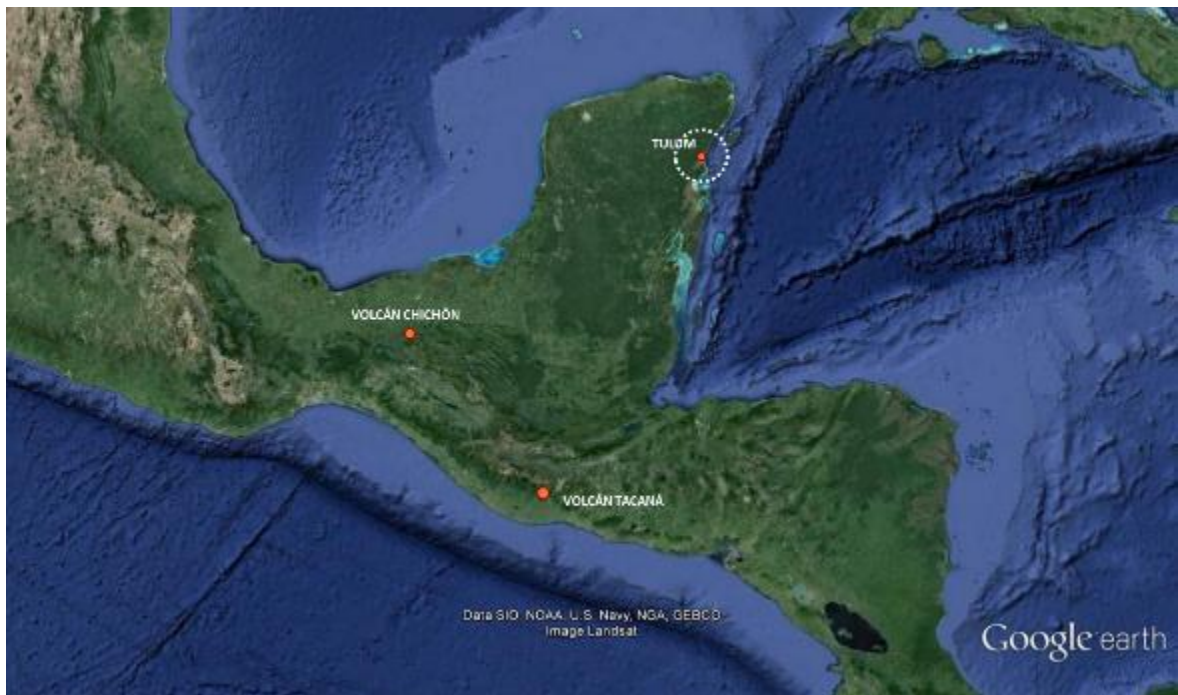 TULUM
VOLCÁN CHICHÓN
VOLCÁN TACANÁ
Data SIO, NOAA, U.S. Navy, NGA, GEBCO
Image Landsat
Google earth